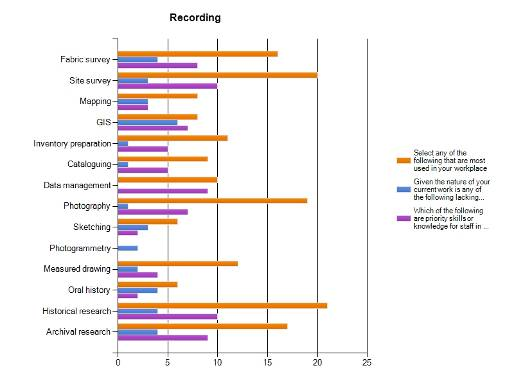 Recording
Fabric survey
Site survey
Mapping
GIS
Inventory preparation
Cataloguing
Data management
Photography
Sketching
Photogrammetry
Measured drawing
Oral history
Historical research
Archival research
0 5 10 15 20 25
Select any of the
following that are most
used in your workplace
Given the nature of your
current work is any of
the following lacking...
Which of the following
are priority skills or
knowledge for staff in ...